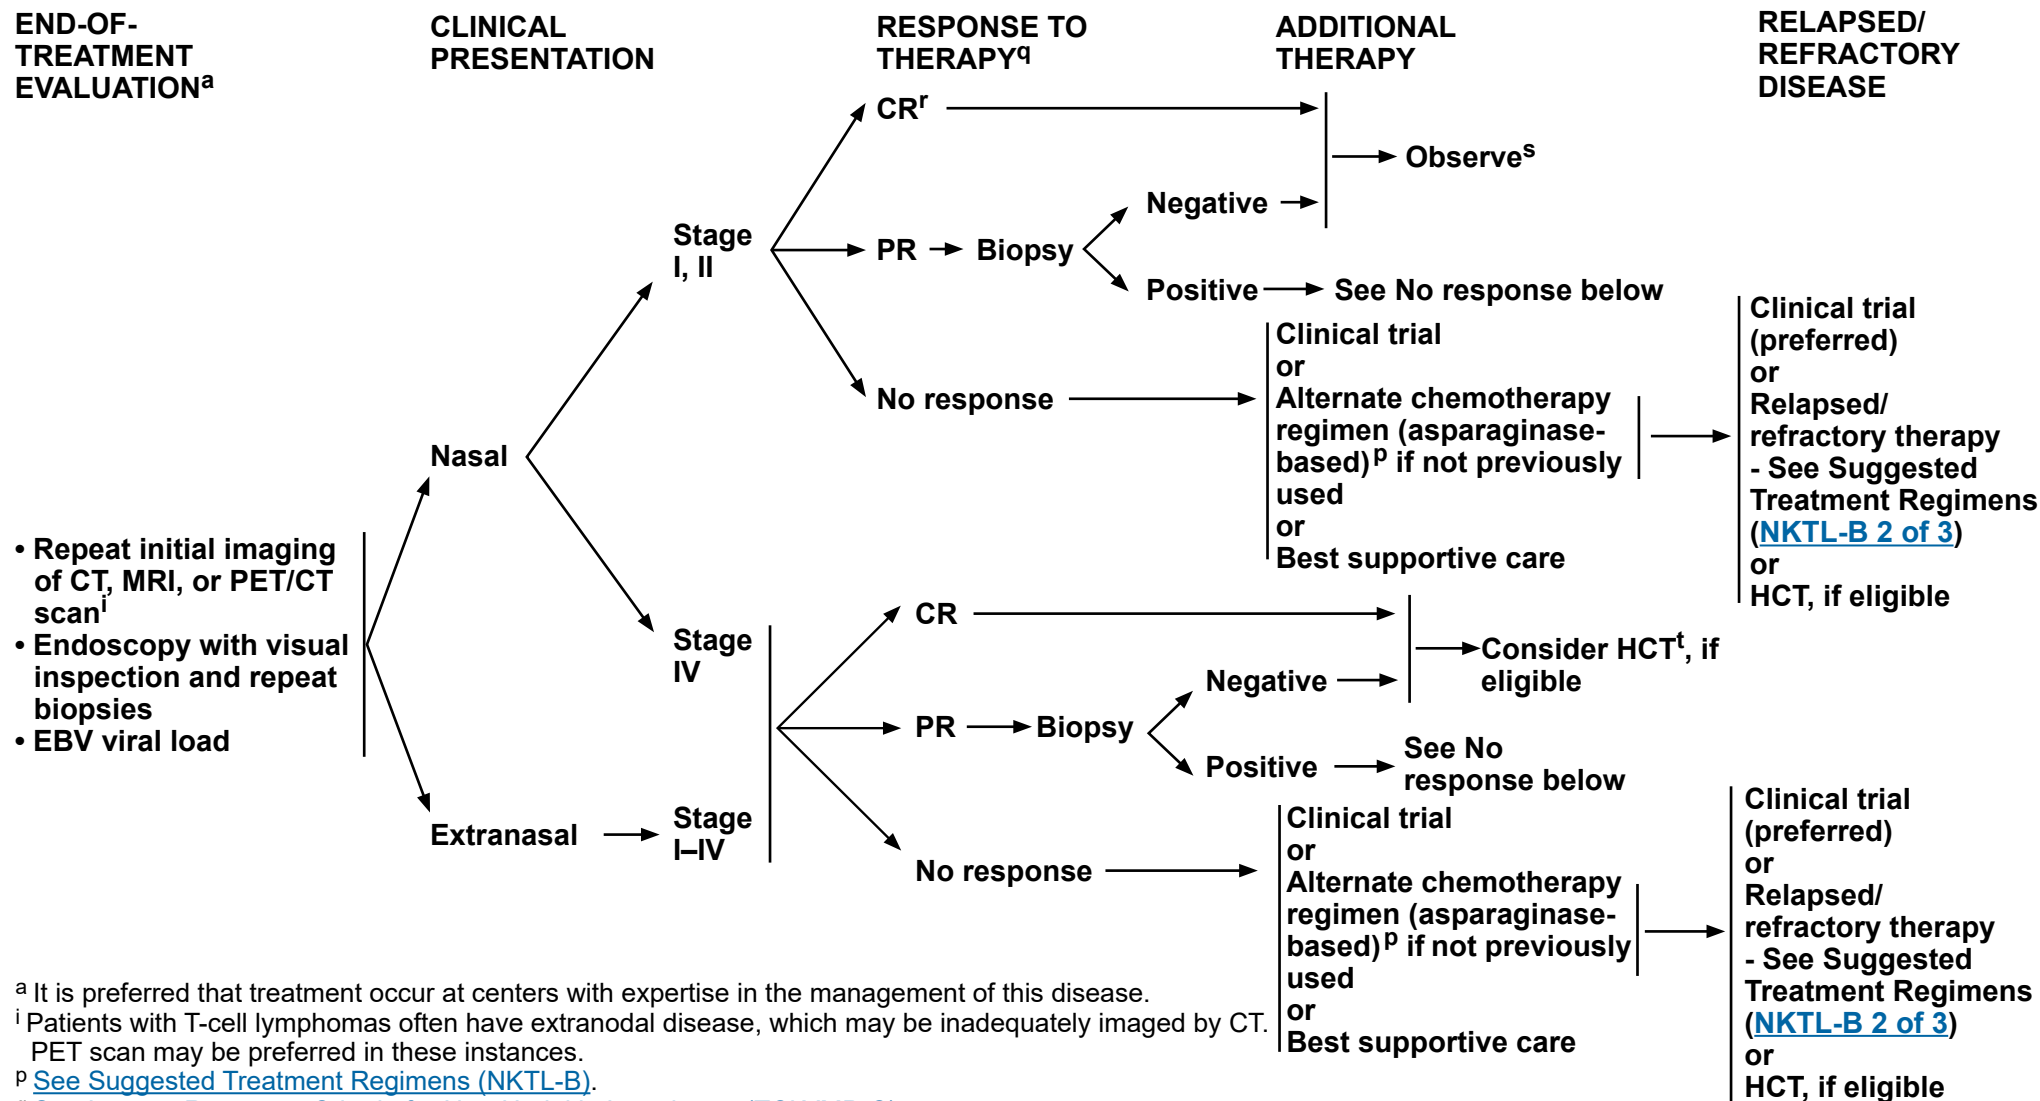 END-OF-
TREATMENT
EVALUATIONa
CLINICAL
PRESENTATION
RESPONSE TO
THERAPYq
ADDITIONAL
THERAPY
RELAPSED/
REFRACTORY
DISEASE
• Repeat initial imaging
of CT, MRI, or PET/CT
scani
• Endoscopy with visual
inspection and repeat
biopsies
• EBV viral load
Nasal
Extranasal
Stage
I, II
Stage
IV
Stage
I–IV
CRr
PR
Biopsy
Negative
Positive
Observes
See No response below
No response
Clinical trial
or
Alternate chemotherapy
regimen (asparaginase-
based)p if not previously
used
or
Best supportive care
Clinical trial
(preferred)
or
Relapsed/
refractory therapy
- See Suggested
Treatment Regimens
(NKTL-B 2 of 3)
or
HCT, if eligible
CR
PR
Biopsy
Negative
Positive
Consider HCTt, if
eligible
See No
response below
No response
Clinical trial
or
Alternate chemotherapy
regimen (asparaginase-
based)p if not previously
used
or
Best supportive care
Clinical trial
(preferred)
or
Relapsed/
refractory therapy
- See Suggested
Treatment Regimens
(NKTL-B 2 of 3)
or
HCT, if eligible
a It is preferred that treatment occur at centers with expertise in the management of this disease.
i Patients with T-cell lymphomas often have extranodal disease, which may be inadequately imaged by CT.
PET scan may be preferred in these instances.
p See Suggested Treatment Regimens (NKTL-B).